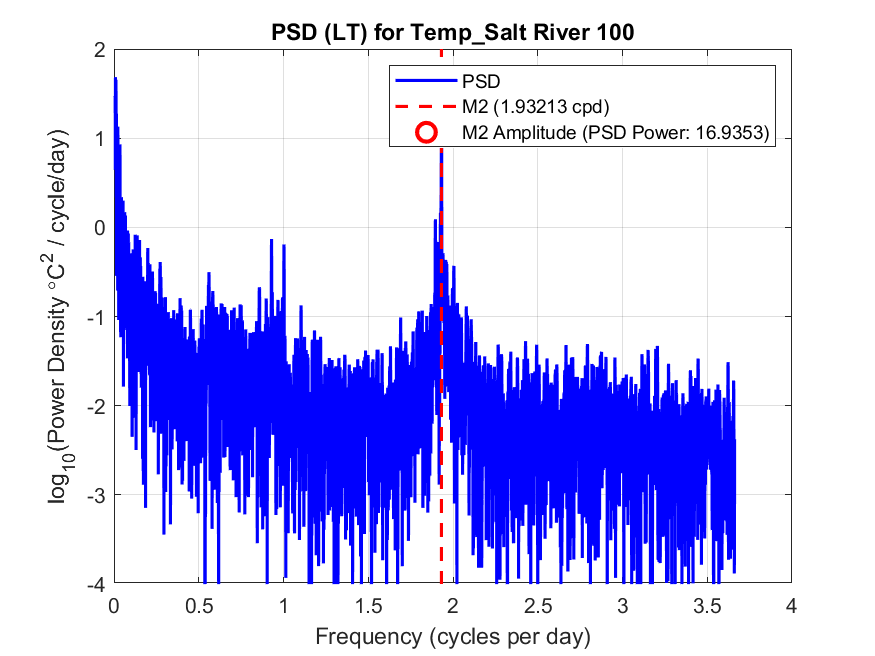 PSD (LT) for Temp_Salt River 100
PSD
M2 (1.93213 cpd)
M2 Amplitude (PSD Power: 16.9353)
log10(Power Density °C2 / cycle/day)
2
1
0
-1
-2
-3
-4
0 0.5 1 1.5 2 2.5 3 3.5 4
Frequency (cycles per day)